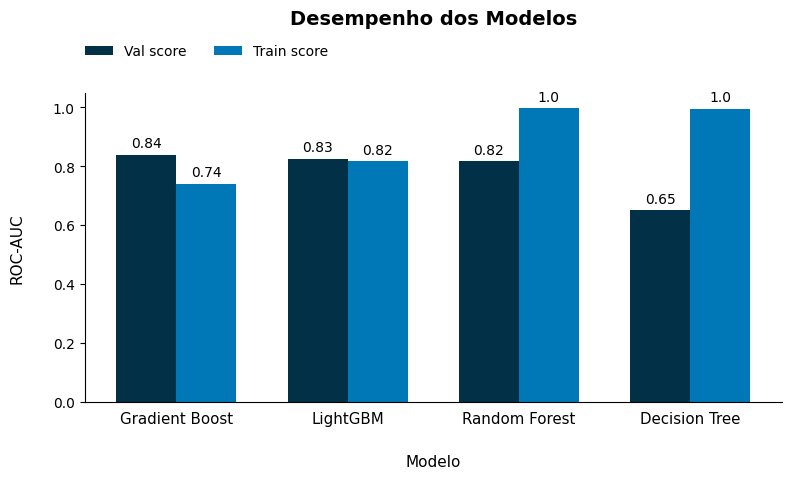 Desempenho dos Modelos
Val score Train score
ROC-AUC
1.0
0.8
0.6
0.4
0.2
0.0
0.84 0.74 0.83 0.82 0.82 1.0 0.65 1.0
Gradient Boost LightGBM Random Forest Decision Tree
Modelo